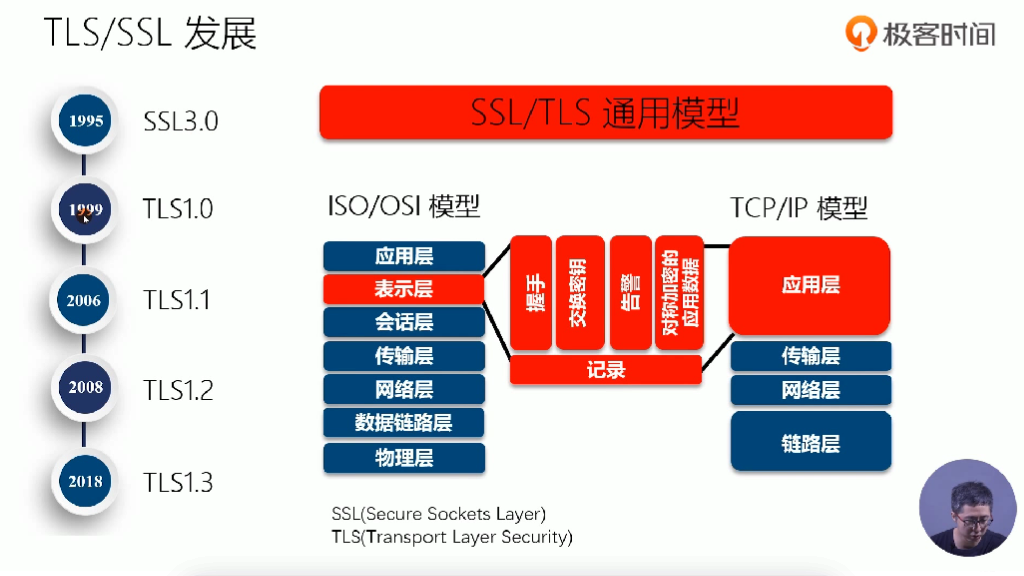 TLS/SSL 发展
极客时间
1995
SSL3.0
1999
TLS1.0
2006
TLS1.1
2008
TLS1.2
2018
TLS1.3
SSL/TLS 通用模型
ISO/OSI 模型
应用层
表示层
会话层
传输层
网络层
数据链路层
物理层
握手
交换密钥
告警
对称加密的
应用数据
记录
TCP/IP 模型
应用层
传输层
网络层
链路层
SSL(Secure Sockets Layer)
TLS(Transport Layer Security)